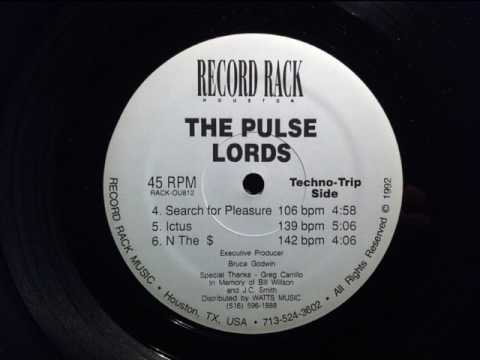 RECORD RACK
HOUSTON
THE PULSE
LORDS
45 RPM
RACK-OU812
Techno-Trip
Side
4. Search for Pleasure 106 bpm 4:58
5. Ictus 139 bpm 5:06
6. N The $ 142 bpm 4:06
Executive Producer
Bruce Godwin
Special Thanks - Greg Carrillo
In Memory of Bill Willson
and J.C. Smith
Distributed by WATTS MUSIC
(516) 596-1888
RECORD RACK MUSIC • Houston, TX, USA • 713-524-3602 • All Rights Reserved © 1992